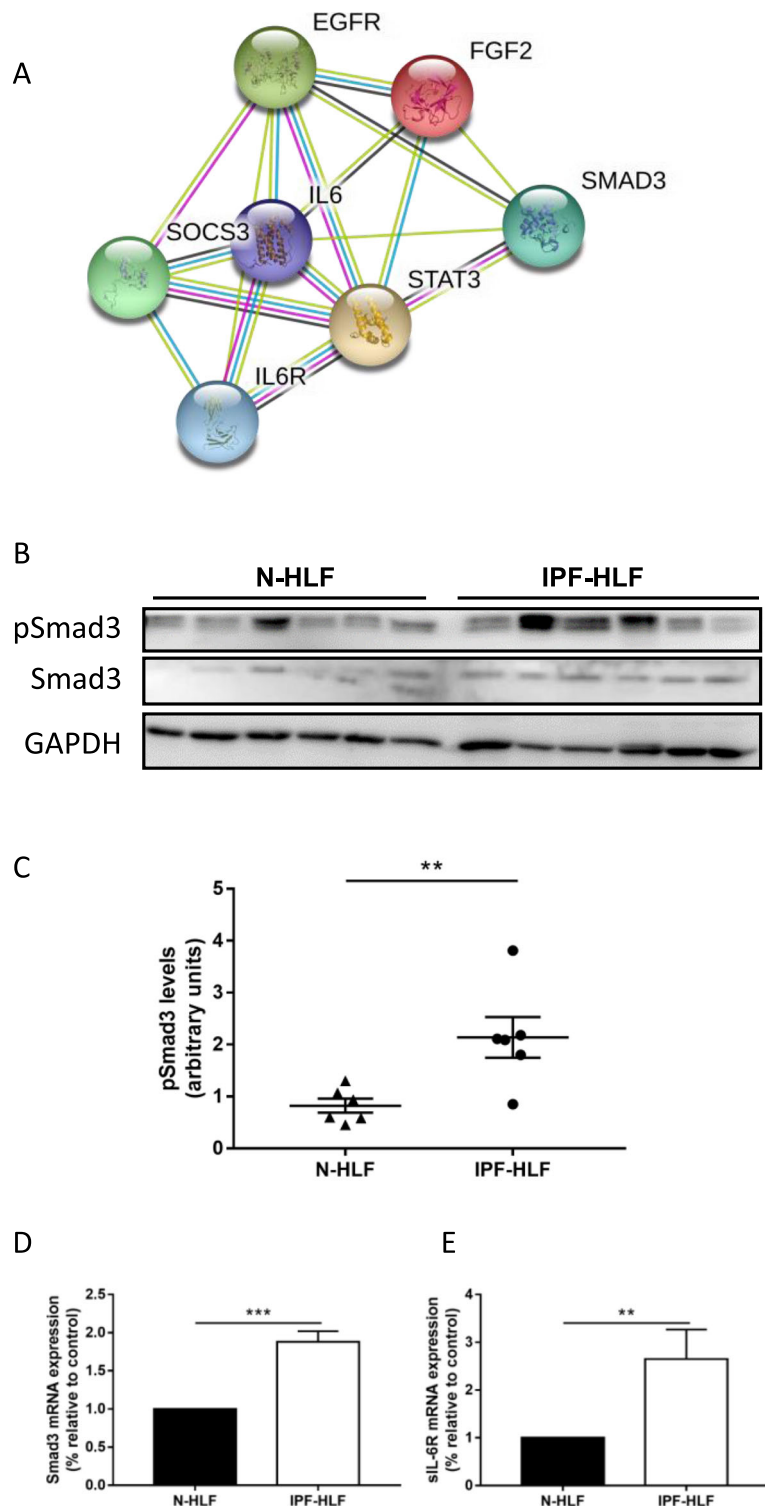 A
EGFR
FGF2
SMAD3
IL6
SOCS3
STAT3
IL6R
B
N-HLF IPF-HLF
pSmad3
Smad3
GAPDH
C
**
pSmad3 levels
(arbitrary units)
5
4
3
2
1
0
N-HLF IPF-HLF
D
Smad3 mRNA expression
(% relative to control)
2.5
2.0
1.5
1.0
0.5
0.0
***
N-HLF IPF-HLF
E
sIL-6R mRNA expression
(% relative to control)
4
3
2
1
0
**
N-HLF IPF-HLF